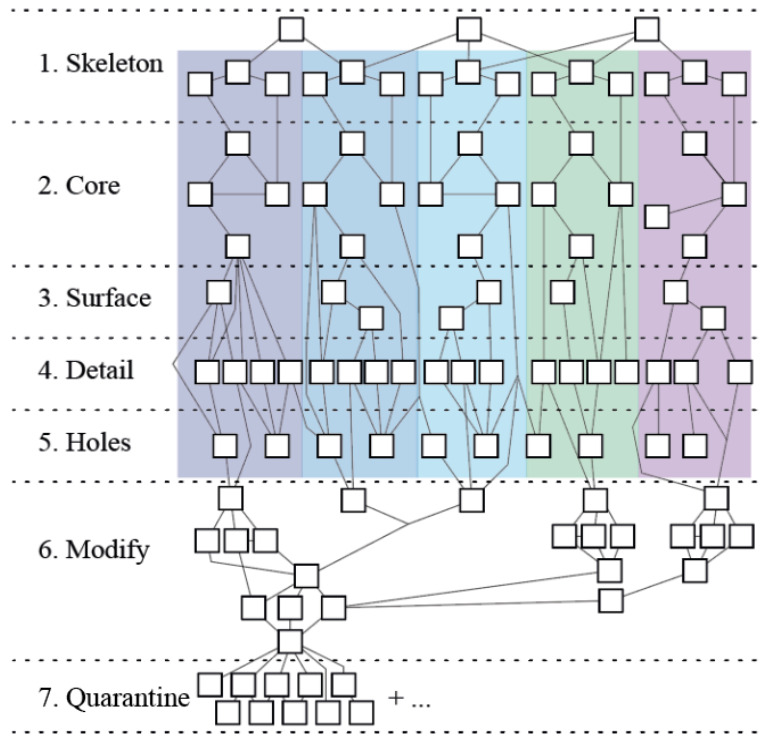 1. Skeleton
2. Core
3. Surface
4. Detail
5. Holes
6. Modify
7. Quarantine + ...